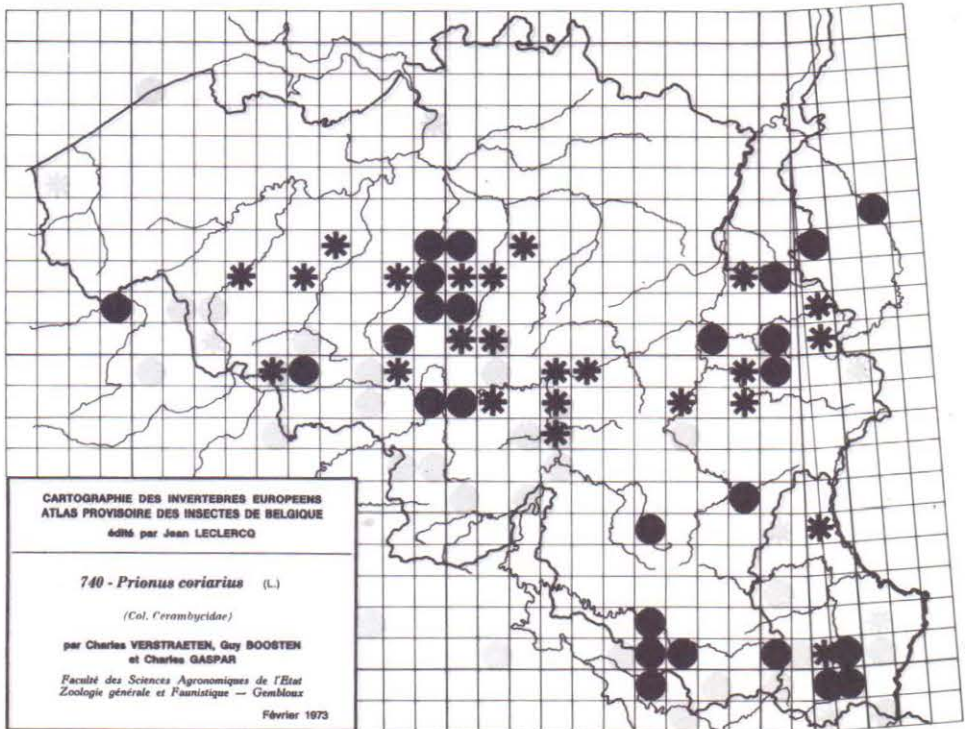 CARTOGRAPHIE DES INVERTEBRES EUROPEENS
ATLAS PROVISOIRE DES INSECTES DE BELGIQUE
édité par Jean LECLERCQ
740 - Prionus coriarius (L.)
(Col. Cerambycidae)
par Charles VERSTRAETEN, Guy BOOSTEN
et Charles GASPAR
Faculté des Sciences Agronomiques de l'Etat
Zoologie générale et Faunistique — Gembloux
Février 1973